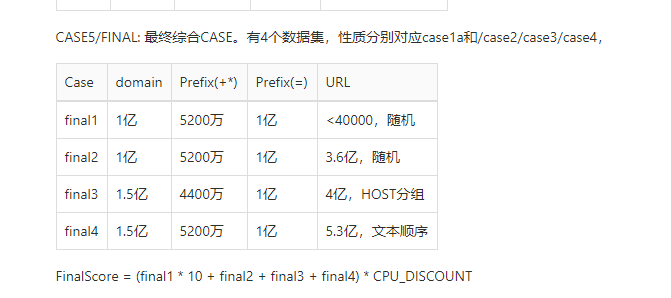 CASE5/FINAL: 最终综合CASE。有4个数据集，性质分别对应case1a和/case2/case3/case4，
Case domain Prefix(+*) Prefix(=) URL
final1 1亿 5200万 1亿 <40000，随机
final2 1亿 5200万 1亿 3.6亿，随机
final3 1.5亿 4400万 1亿 4亿，HOST分组
final4 1.5亿 5200万 1亿 5.3亿，文本顺序
FinalScore = (final1 * 10 + final2 + final3 + final4) * CPU_DISCOUNT